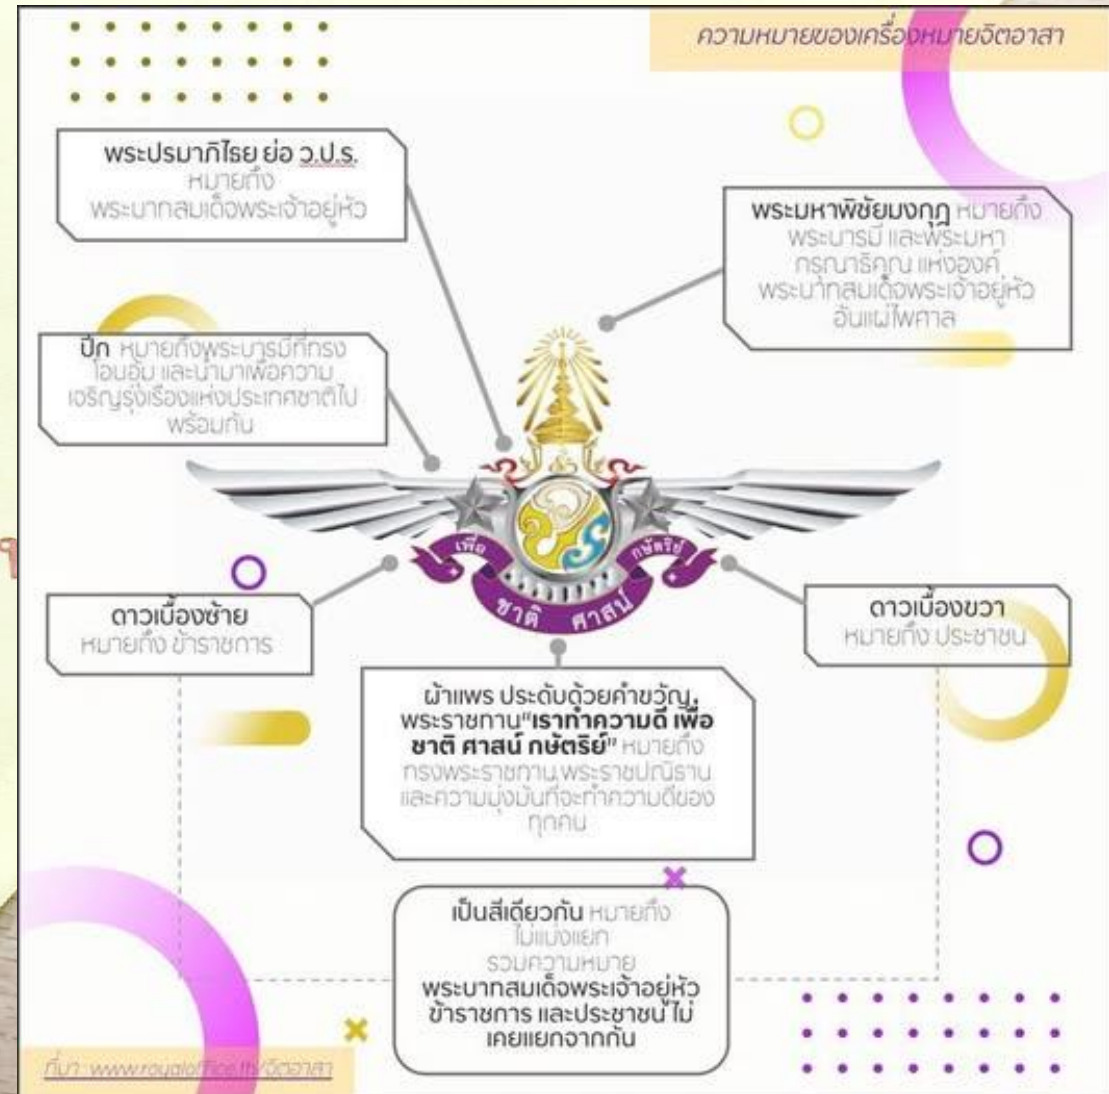 ความหมายของเครื่องหมายจิตอาสา
พระปรมาภิไธย ย่อ ว.ป.ร.
หมายถึง
พระบาทสมเด็จพระเจ้าอยู่หัว
พระมหาพิชัยมงกุฎ หมายถึง
พระบารมี และพระมหา
กรุณาธิคุณ แห่งองค์
พระบาทสมเด็จพระเจ้าอยู่หัว
อันแผ่ไพศาล
ปีก หมายถึงพระบารมีที่ทรง
โอบอุ้ม และนำมาเพื่อความ
เจริญรุ่งเรืองแห่งประเทศชาติไป
พร้อมกัน
เพื่อ
ชาติ ศาสน์
กษัตริย์
ดาวเบื้องซ้าย
หมายถึง ข้าราชการ
ดาวเบื้องขวา
หมายถึง ประชาชน
ผ้าแพร ประดับด้วยคำขวัญ
พระราชทาน“เราทำความดี เพื่อ
ชาติ ศาสน์ กษัตริย์" หมายถึง
ทรงพระราชทาน พระราชปณิธาน
และความมุ่งมั่นที่จะทำความดีของ
ทุกคน
เป็นสีเดียวกัน หมายถึง
ไม่แบ่งแยก
รวมความหมาย
พระบาทสมเด็จพระเจ้าอยู่หัว
ข้าราชการ และประชาชน ไม่
เคยแยกจากกัน
ที่มา www.royaloffice.th/จิตอาสา